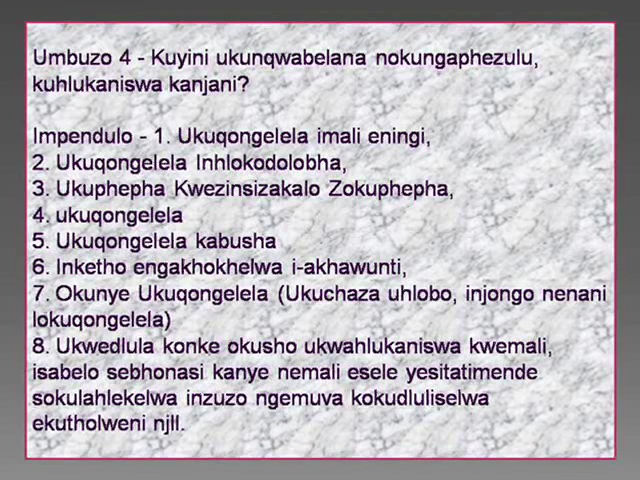 Umbuzo 4 - Kuyini ukunqwabelana nokungaphezulu,
kuhlukaniswa kanjani?
Impendulo - 1. Ukuqongelela imali eningi,
2. Ukuqongelela Inhlokodolobha,
3. Ukuphepha Kwezinsizakalo Zokuphepha,
4. ukuqongelela
5. Ukuqongelela kabusha
6. Inketho engakhokhelwa i-akhawunti,
7. Okunye Ukuqongelela (Ukuchaza uhlobo, injongo nenani
lokuqongelela)
8. Ukwedlula konke okusho ukwahlukaniswa kwemali,
isabelo sebhonasi kanye nemali esele yesitatimende
sokulahlekelwa inzuzo ngemuva kokudluliselwa
ekutholweni njll.